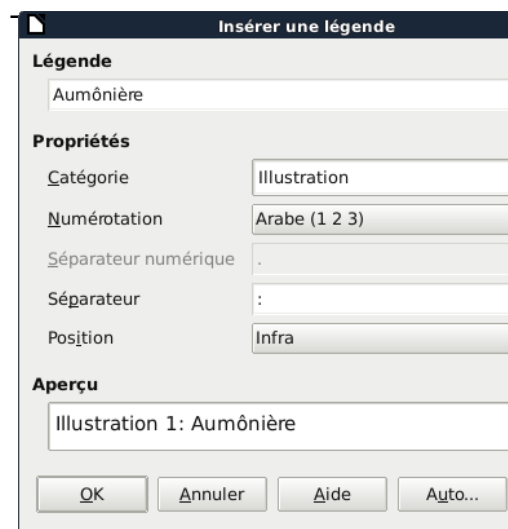 Insérer une légende
Légende
Aumônière
Propriétés
Catégorie Illustration
Numérotation Arabe (1 2 3)
Séparateur numérique .
Séparateur :
Position Infra
Aperçu
Illustration 1: Aumônière
OK Annuler Aide Auto...